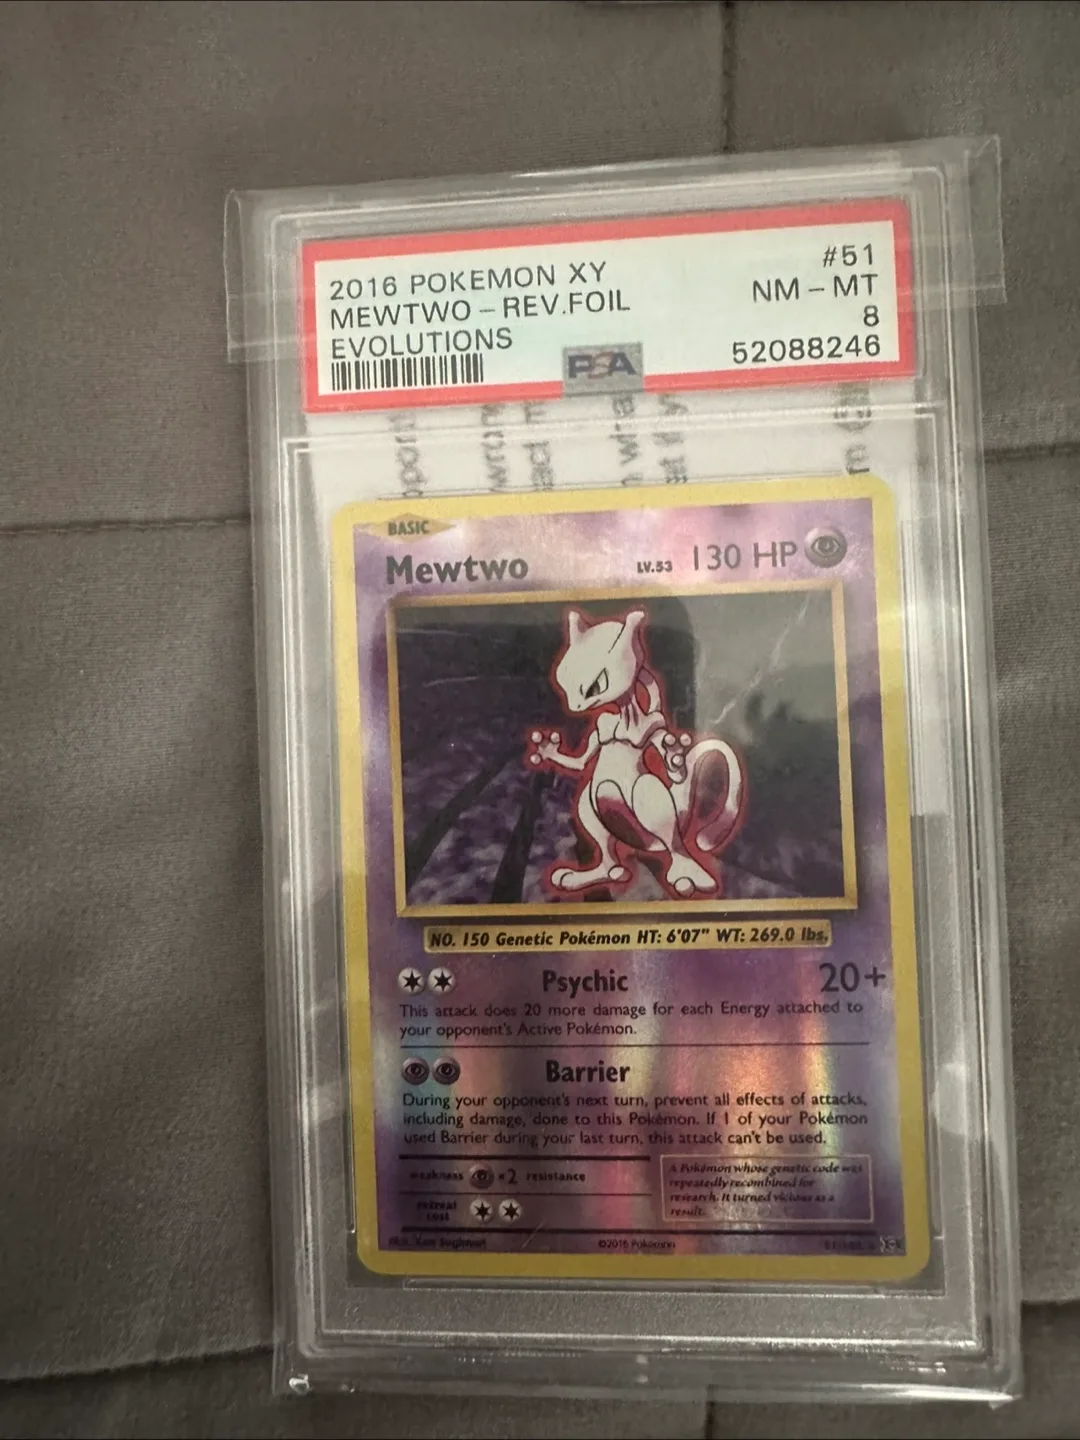 2016 POKEMON XY
MEWTWO – REV.FOIL
EVOLUTIONS
#51
NM – MT
8
52088246
PSA
BASIC
Mewtwo LV.53 130 HP
NO. 150 Genetic Pokémon HT: 6'07" WT: 269.0 lbs.
Psychic 20+
This attack does 20 more damage for each Energy attached to
your opponent's Active Pokémon.
Barrier
During your opponent's next turn, prevent all effects of attacks,
including damage, done to this Pokémon. If 1 of your Pokémon
used Barrier during your last turn, this attack can't be used.
weakness ×2 resistance
retreat
cost
A Pokémon whose genetic code was
repeatedly recombined for
research. It turned vicious as a
result.
Illus. Ken Sugimori ©2016 Pokémon